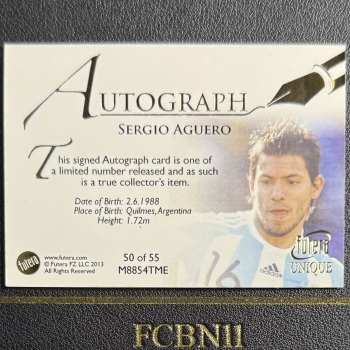 AUTOGRAPH
SERGIO AGUERO
This signed Autograph card is one of
a limited number released and as such
is a true collector's item.
Date of Birth: 2.6.1988
Place of Birth: Quilmes, Argentina
Height: 1.72m
futera
www.futera.com
© Futera FZ LLC 2013
All Rights Reserved
50 of 55
M8854TME
16
adidas
futera
UNIQUE
FCBN11